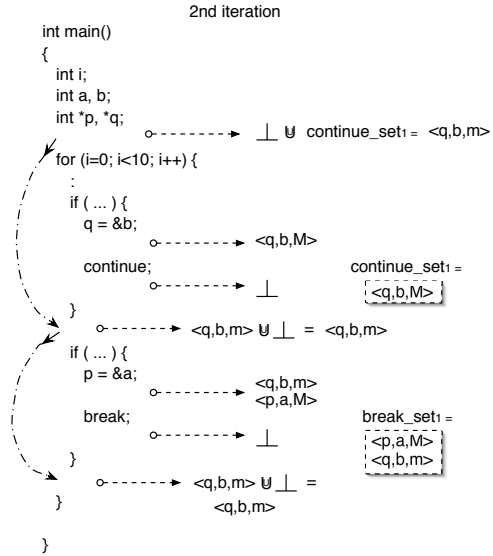 2nd iteration
int main()
{
int i;
int a, b;
int *p, *q;
⊥ ⋓ continue_set1 = <q,b,m>
for (i=0; i<10; i++) {
:
if ( ... ) {
q = &b;
<q,b,M>
continue;
⊥
continue_set1 =
<q,b,M>
}
<q,b,m> ⋓ ⊥ = <q,b,m>
if ( ... ) {
p = &a;
<q,b,m>
<p,a,M>
break;
⊥
break_set1 =
<p,a,M>
<q,b,m>
}
<q,b,m> ⋓ ⊥ =
<q,b,m>
}
}